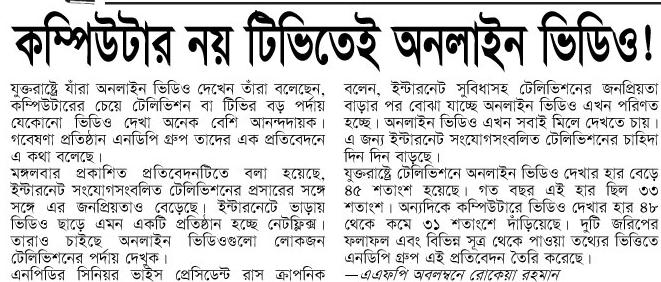 কম্পিউটার নয় টিভিতেই অনলাইন ভিডিও!
যুক্তরাষ্ট্রে যাঁরা অনলাইন ভিডিও দেখেন তাঁরা বলেছেন,
কম্পিউটারের চেয়ে টেলিভিশন বা টিভির বড় পর্দায়
যেকোনো ভিডিও দেখা অনেক বেশি আনন্দদায়ক।
গবেষণা প্রতিষ্ঠান এনডিপি গ্রুপ তাদের এক প্রতিবেদনে
এ কথা বলেছে।
মঙ্গলবার প্রকাশিত প্রতিবেদনটিতে বলা হয়েছে,
ইন্টারনেট সংযোগসংবলিত টেলিভিশনের প্রসারের সঙ্গে
সঙ্গে এর জনপ্রিয়তাও বেড়েছে। ইন্টারনেটে ভাড়ায়
ভিডিও ছাড়ে এমন একটি প্রতিষ্ঠান হচ্ছে নেটফ্লিক্স।
তারাও চাইছে অনলাইন ভিডিওগুলো লোকজন
টেলিভিশনের পর্দায় দেখুক।
এনপিডির সিনিয়র ভাইস প্রেসিডেন্ট রাস ক্রাপনিক
বলেন, ইন্টারনেট সুবিধাসহ টেলিভিশনের জনপ্রিয়তা
বাড়ার পর বোঝা যাচ্ছে অনলাইন ভিডিও এখন পরিণত
হচ্ছে। অনলাইন ভিডিও এখন সবাই মিলে দেখতে চায়।
এ জন্য ইন্টারনেট সংযোগসংবলিত টেলিভিশনের চাহিদা
দিন দিন বাড়ছে।
যুক্তরাষ্ট্রে টেলিভিশনে অনলাইন ভিডিও দেখার হার বেড়ে
৪৫ শতাংশ হয়েছে। গত বছর এই হার ছিল ৩৩
শতাংশ। অন্যদিকে কম্পিউটারে ভিডিও দেখার হার ৪৮
থেকে কমে ৩১ শতাংশে দাঁড়িয়েছে। দুটি জরিপের
ফলাফল এবং বিভিন্ন সূত্র থেকে পাওয়া তথ্যের ভিত্তিতে
এনডিপি গ্রুপ এই প্রতিবেদন তৈরি করেছে।
—এএফপি অবলম্বনে রোকেয়া রহমান